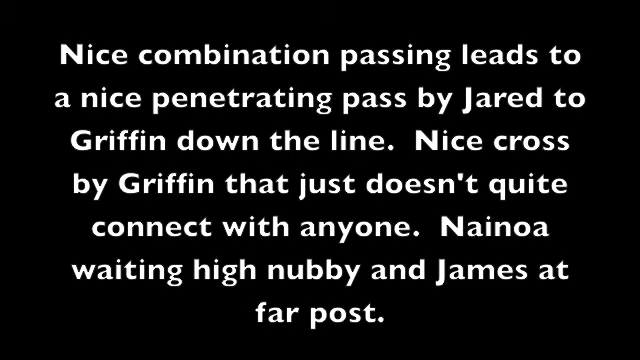 Nice combination passing leads to
a nice penetrating pass by Jared to
Griffin down the line.  Nice cross
by Griffin that just doesn't quite
connect with anyone.  Nainoa
waiting high nubby and James at
far post.